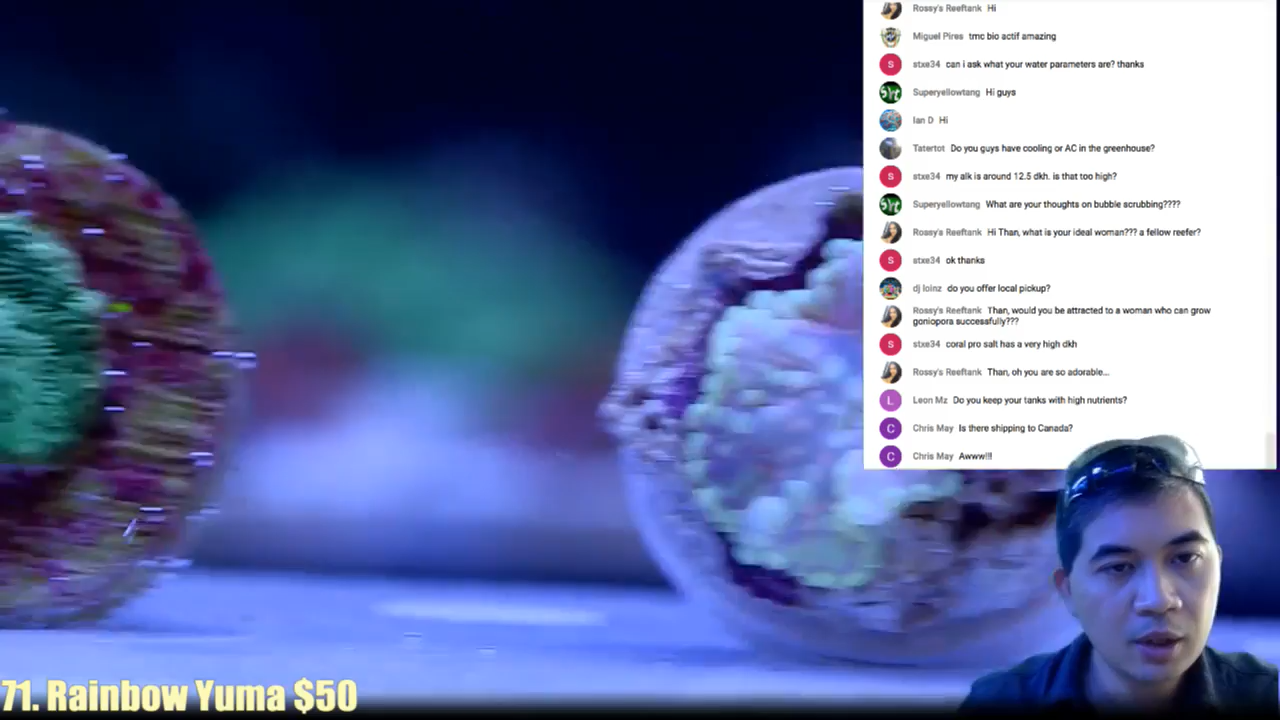 Rossy's Reeftank Hi
Miguel Pires tmc bio actif amazing
S stxe34 can i ask what your water parameters are? thanks
Superyellowtang Hi guys
Ian D Hi
Tatertot Do you guys have cooling or AC in the greenhouse?
S stxe34 my alk is around 12.5 dkh. is that too high?
Superyellowtang What are your thoughts on bubble scrubbing????
Rossy's Reeftank Hi Than, what is your ideal woman??? a fellow reefer?
S stxe34 ok thanks
dj loinz do you offer local pickup?
Rossy's Reeftank Than, would you be attracted to a woman who can grow
goniopora successfully???
S stxe34 coral pro salt has a very high dkh
Rossy's Reeftank Than, oh you are so adorable...
L Leon Mz Do you keep your tanks with high nutrients?
C Chris May Is there shipping to Canada?
C Chris May Awww!!!
71. Rainbow Yuma $50